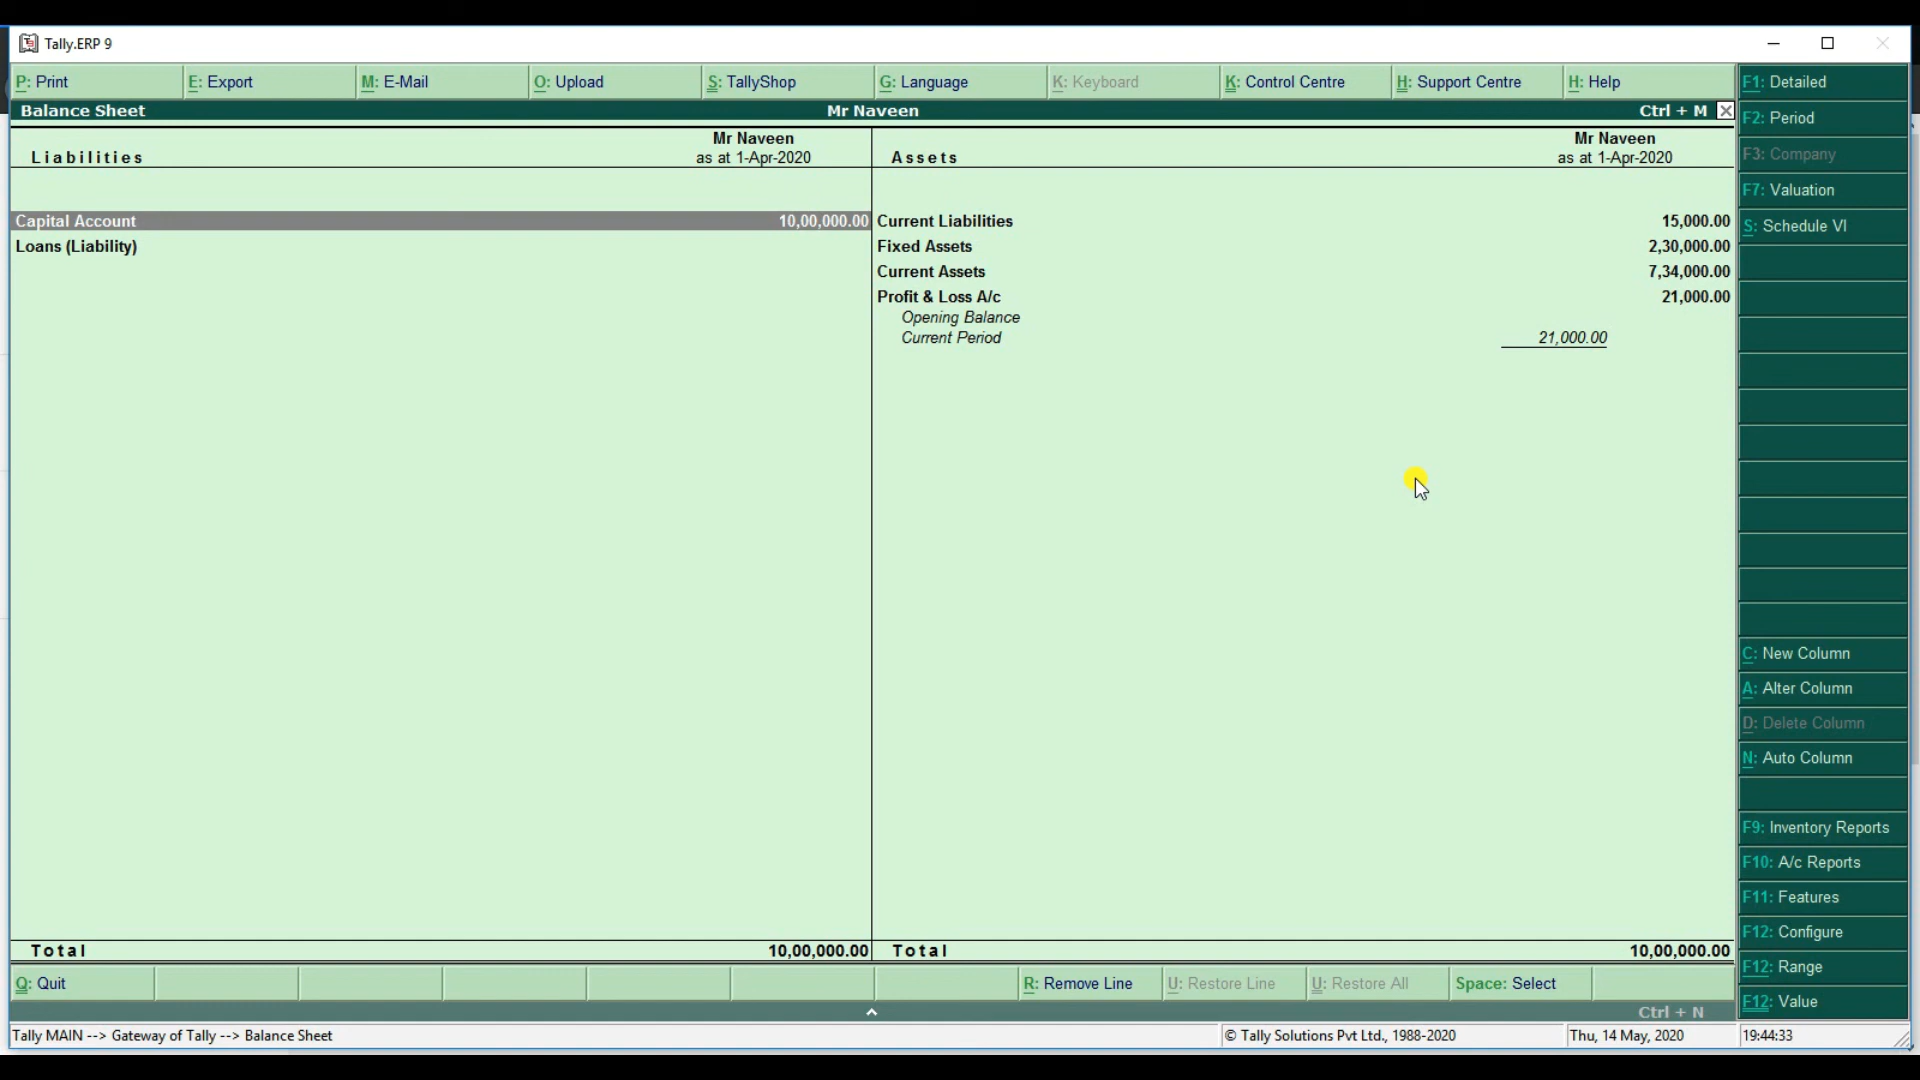 Tally.ERP 9
P: Print E: Export M: E-Mail O: Upload S: TallyShop G: Language K: Keyboard K: Control Centre H: Support Centre H: Help
Balance Sheet Mr Naveen Ctrl + M
Liabilities Mr Naveen as at 1-Apr-2020 Assets Mr Naveen as at 1-Apr-2020
Capital Account 10,00,000.00 Current Liabilities 15,000.00
Loans (Liability) Fixed Assets 2,30,000.00
Current Assets 7,34,000.00
Profit & Loss A/c 21,000.00
Opening Balance
Current Period 21,000.00
Total 10,00,000.00 Total 10,00,000.00
Q: Quit R: Remove Line U: Restore Line U: Restore All Space: Select
Ctrl + N
Tally MAIN --> Gateway of Tally --> Balance Sheet © Tally Solutions Pvt Ltd., 1988-2020 Thu, 14 May, 2020 19:44:33
F1: Detailed
F2: Period
F3: Company
F7: Valuation
S: Schedule VI
C: New Column
A: Alter Column
D: Delete Column
N: Auto Column
F9: Inventory Reports
F10: A/c Reports
F11: Features
F12: Configure
F12: Range
F12: Value